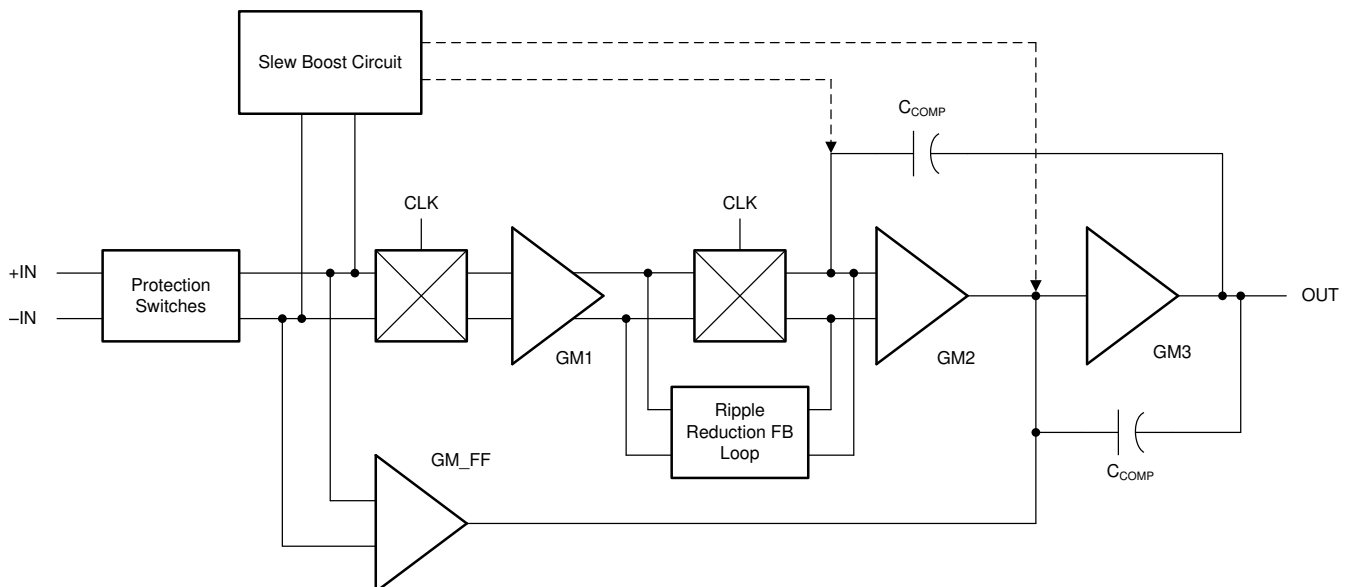 Slew Boost Circuit
C_COMP
CLK
CLK
+IN
Protection
Switches
–IN
OUT
GM1
GM2
GM3
Ripple
Reduction FB
Loop
GM_FF
C_COMP